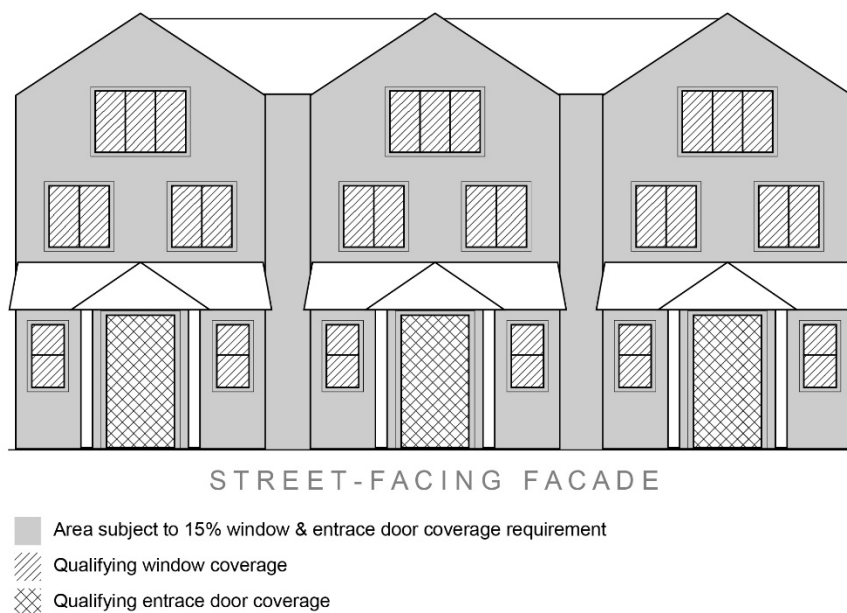 STREET-FACING FACADE
Area subject to 15% window & entrace door coverage requirement
Qualifying window coverage
Qualifying entrace door coverage